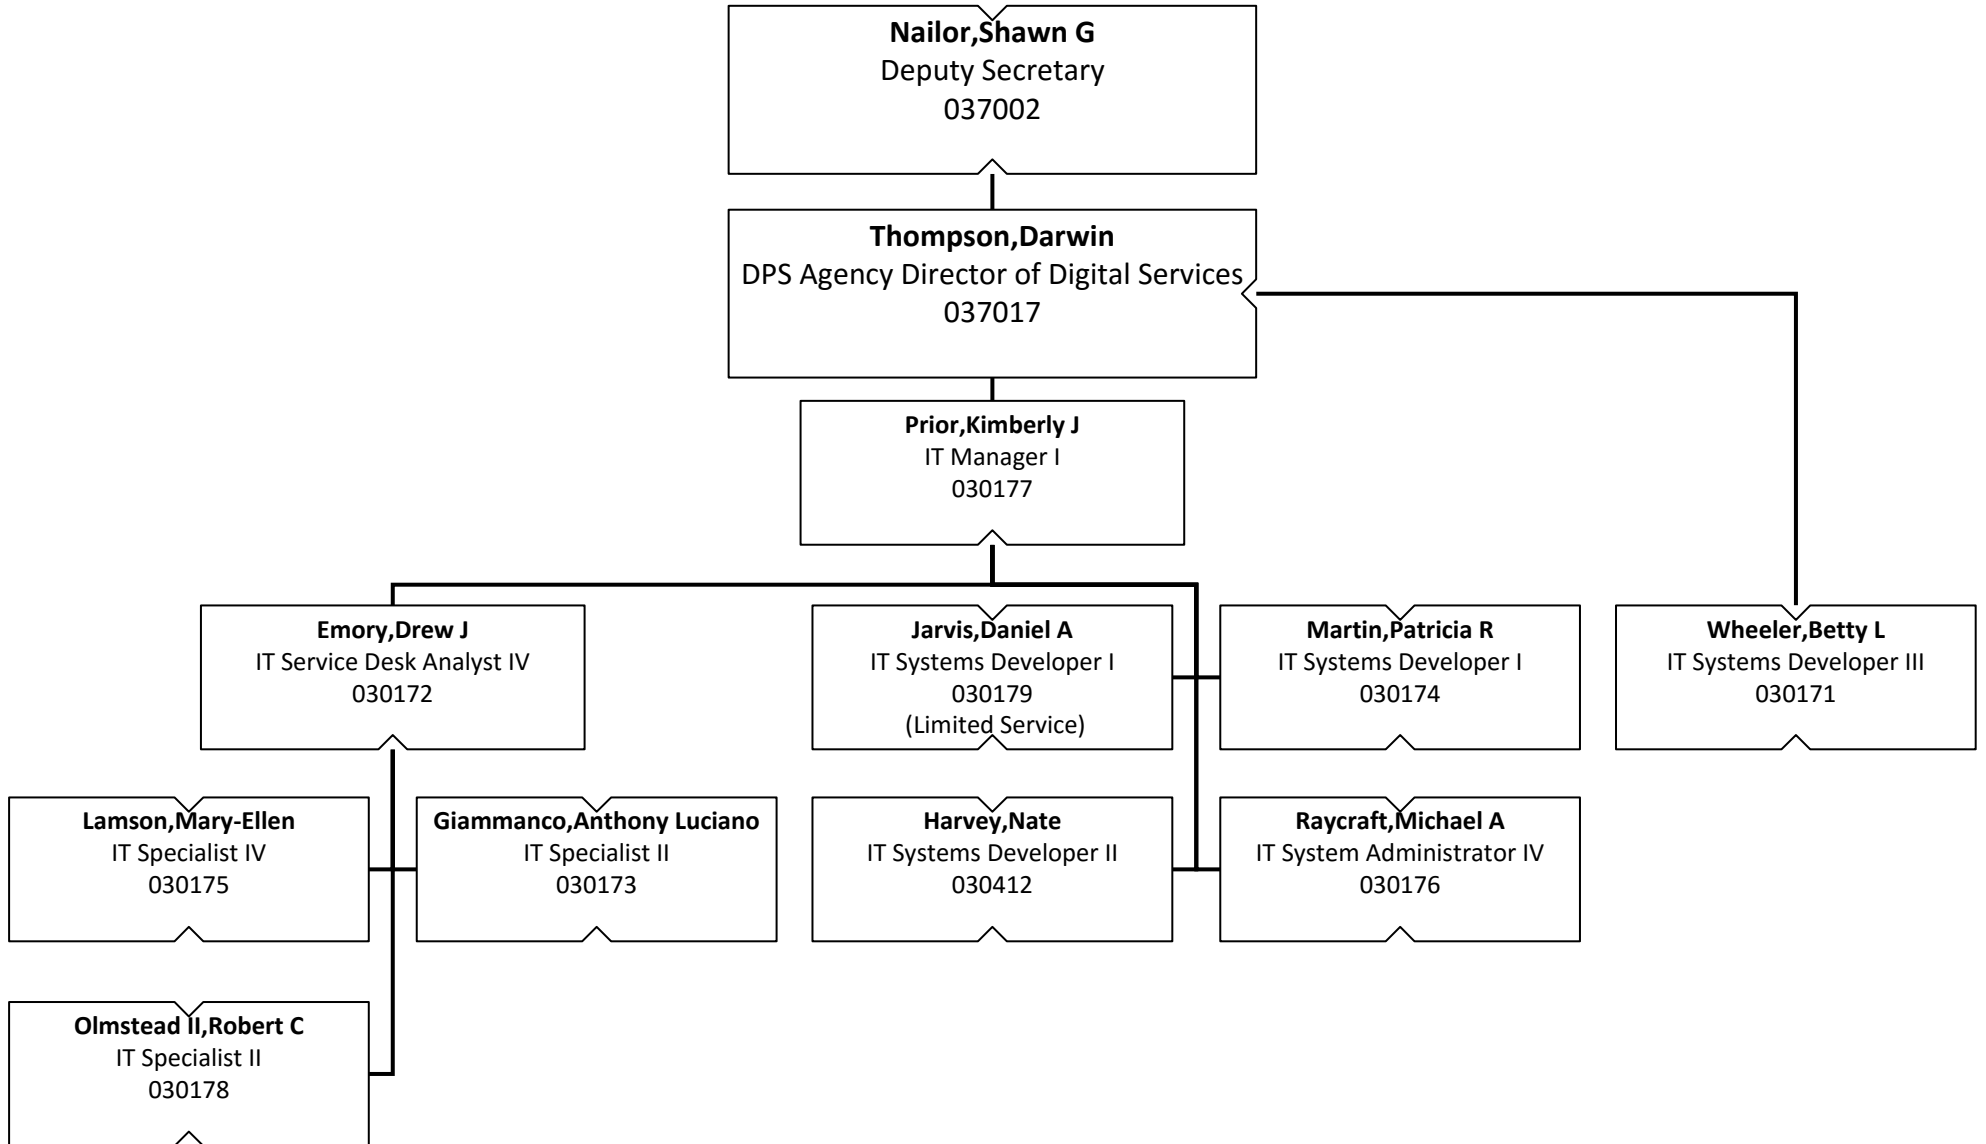 Nailor,Shawn G
Deputy Secretary
037002
Thompson,Darwin
DPS Agency Director of Digital Services
037017
Prior,Kimberly J
IT Manager I
030177
Emory,Drew J
IT Service Desk Analyst IV
030172
Jarvis,Daniel A
IT Systems Developer I
030179
(Limited Service)
Martin,Patricia R
IT Systems Developer I
030174
Wheeler,Betty L
IT Systems Developer III
030171
Lamson,Mary-Ellen
IT Specialist IV
030175
Giammanco,Anthony Luciano
IT Specialist II
030173
Harvey,Nate
IT Systems Developer II
030412
Raycraft,Michael A
IT System Administrator IV
030176
Olmstead II,Robert C
IT Specialist II
030178